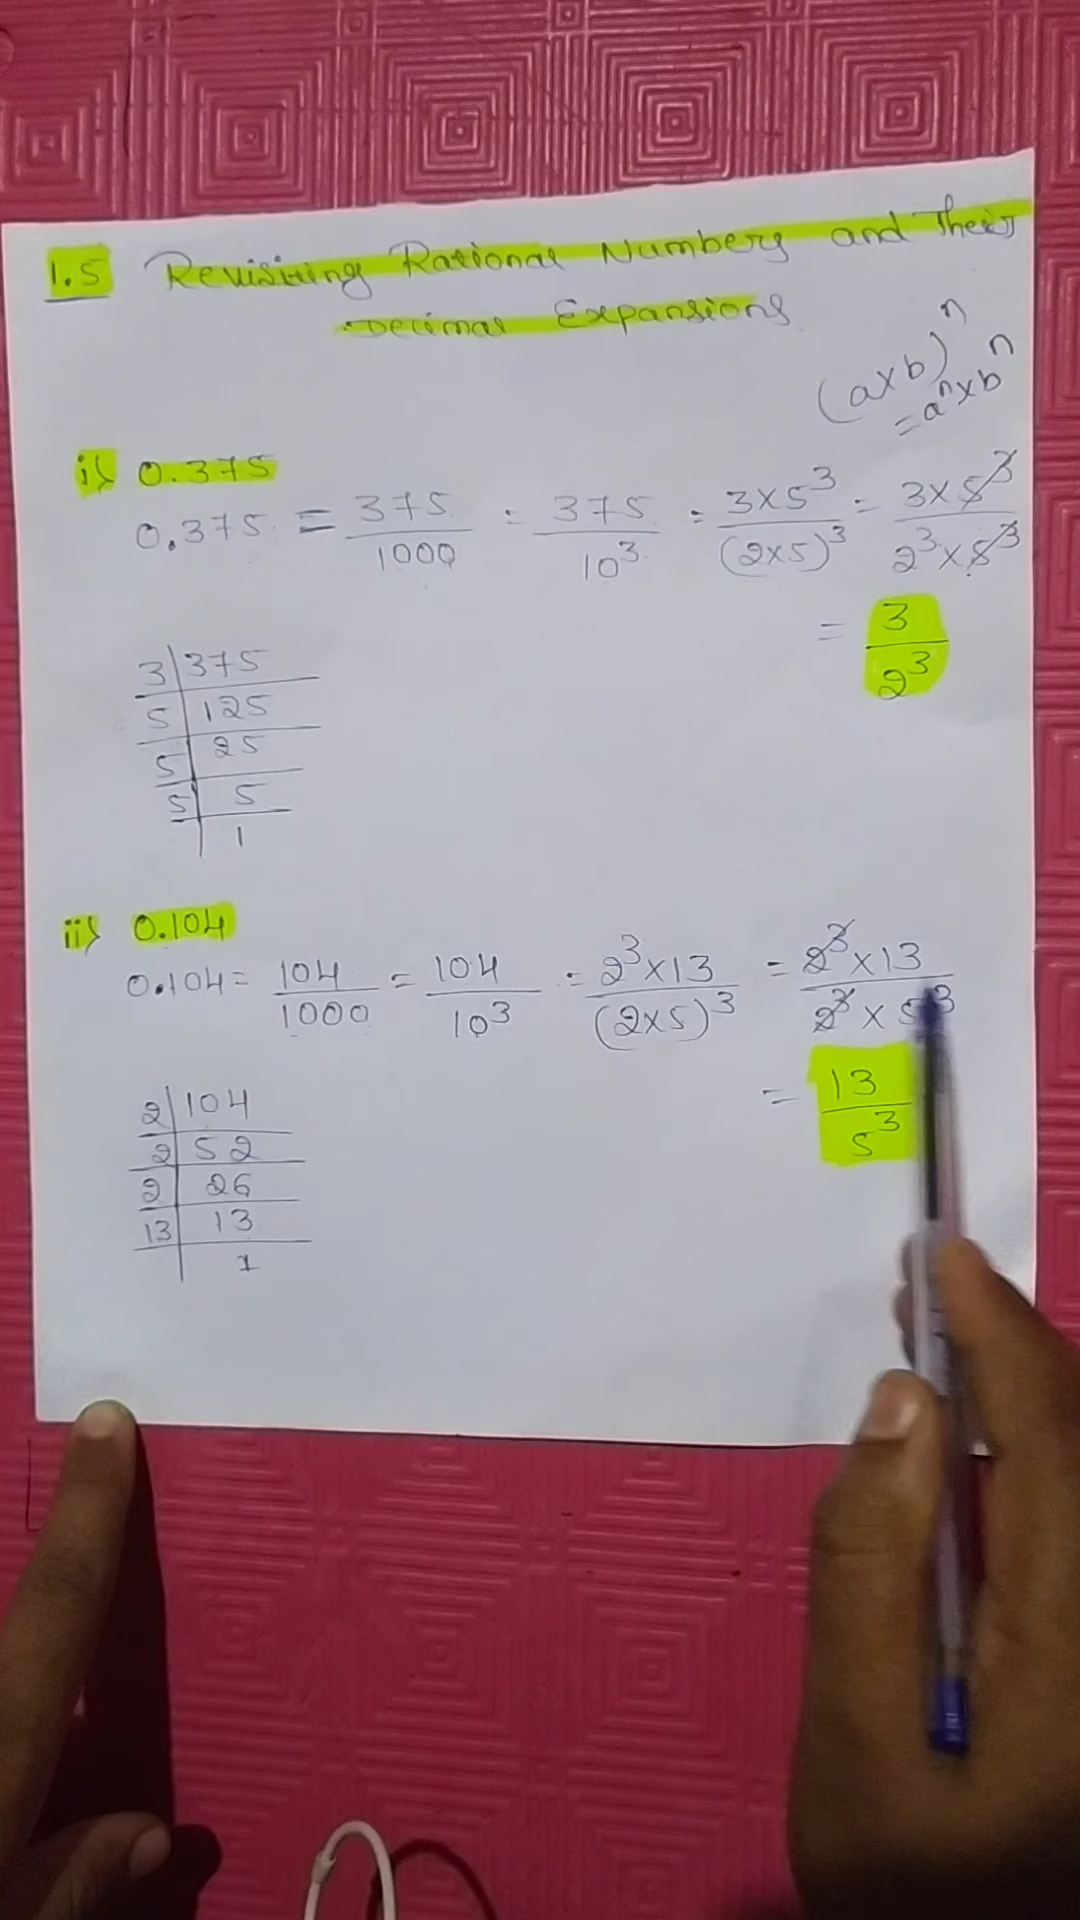 1.5 Revisiting Rational Numbers and Their
Decimal Expansions
(a×b)ⁿ
=aⁿ×bⁿ
i) 0.375
0.375 = 375/1000 = 375/10³ = 3×5³/(2×5)³ = 3×5³/2³×5³
= 3/2³
3|375
5|125
5|25
5|5
|1
ii) 0.104
0.104 = 104/1000 = 104/10³ = 2³×13/(2×5)³ = 2³×13/2³×5³
= 13/5³
2|104
2|52
2|26
13|13
|1